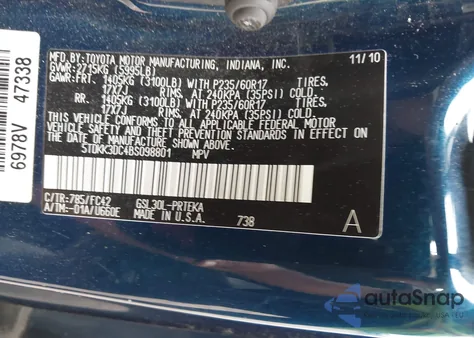 MFD. BY: TOYOTA MOTOR MANUFACTURING, INDIANA, INC. 11/10
GVWR: 2715KG (5995LB)
GAWR: FRT. 1405KG (3100LB) WITH P235/60R17 TIRES.
17X7J RIMS, AT 240KPA (35PSI) COLD.
RR. 1405KG (3100LB) WITH P235/60R17 TIRES.
17X7J RIMS, AT 240KPA (35PSI) COLD.
THIS VEHICLE CONFORMS TO ALL APPLICABLE FEDERAL MOTOR
VEHICLE SAFETY AND THEFT PREVENTION STANDARDS IN EFFECT
ON THE DATE OF MANUFACTURE SHOWN ABOVE.
5TDKK3DC4BS098801 MPV
C/TR: 785/FC42 GSL30L-PRTEKA
A/TM: -01A/U660E U.S.A. 738 A
6978V 47338
autoSnap